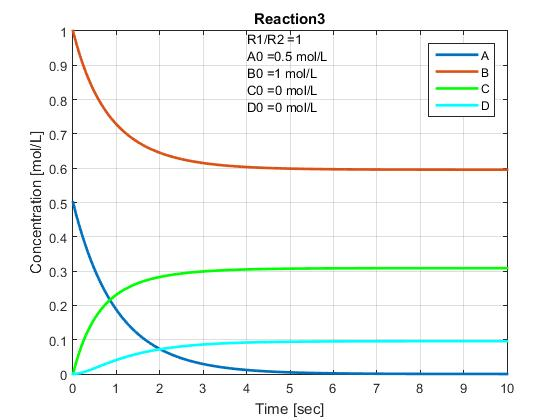 Reaction3
R1/R2 =1
A0 =0.5 mol/L
B0 =1 mol/L
C0 =0 mol/L
D0 =0 mol/L
A
B
C
D
Concentration [mol/L]
1
0.9
0.8
0.7
0.6
0.5
0.4
0.3
0.2
0.1
0
0 1 2 3 4 5 6 7 8 9 10
Time [sec]